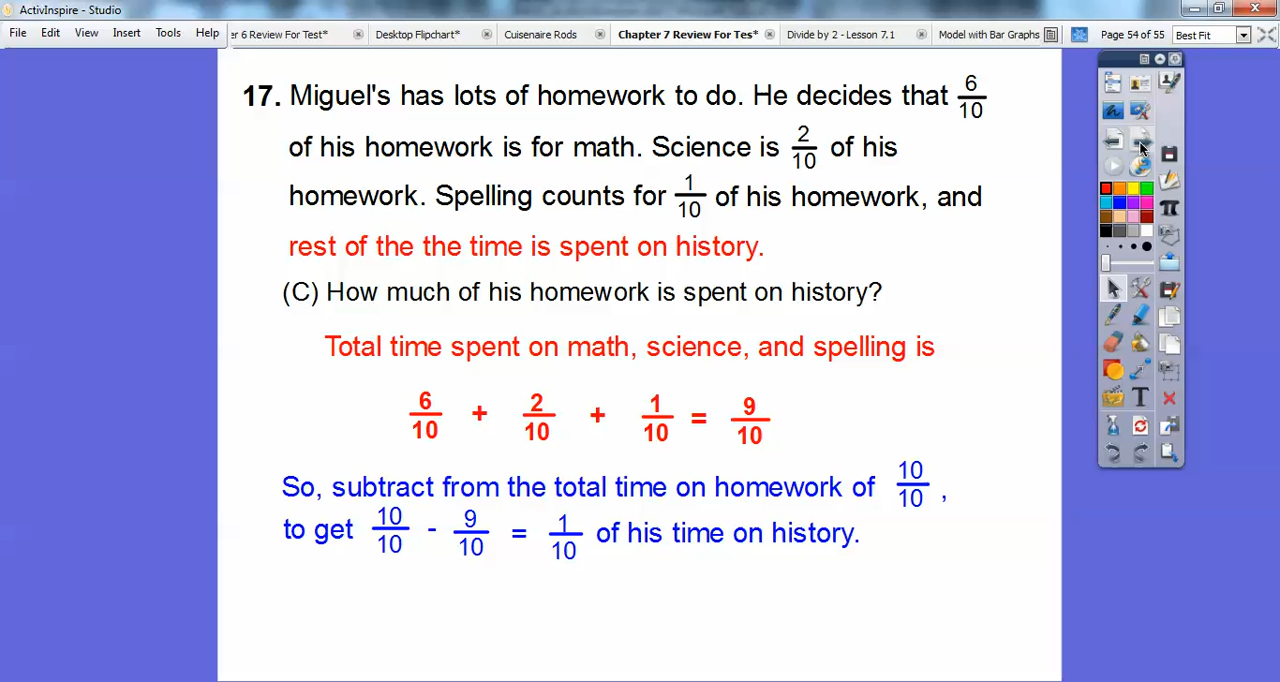 ActivInspire - Studio
File Edit View Insert Tools Help
er 6 Review For Test* Desktop Flipchart* Cuisenaire Rods Chapter 7 Review For Tes* Divide by 2 - Lesson 7.1 Model with Bar Graphs Page 54 of 55 Best Fit
17. Miguel's has lots of homework to do. He decides that 6/10
of his homework is for math. Science is 2/10 of his
homework. Spelling counts for 1/10 of his homework, and
rest of the the time is spent on history.
(C) How much of his homework is spent on history?
Total time spent on math, science, and spelling is
6/10 + 2/10 + 1/10 = 9/10
So, subtract from the total time on homework of 10/10 ,
to get 10/10 - 9/10 = 1/10 of his time on history.